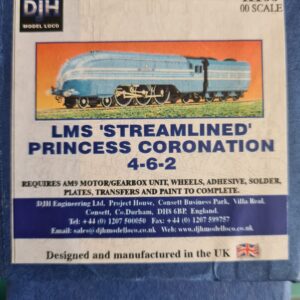 DJH
MODEL LOCO
00 SCALE
LMS 'STREAMLINED'
PRINCESS CORONATION
4-6-2
REQUIRES AM9 MOTOR/GEARBOX UNIT, WHEELS, ADHESIVE, SOLDER,
PLATES, TRANSFERS AND PAINT TO COMPLETE.
DJH Engineering Ltd, Project House, Consett Business Park, Villa Real,
Consett, Co.Durham, DH8 6BP. England.
Tel: +44 (0) 1207 500050 Fax: +44 (0) 1207 599757
Email: sales@djhmodelloco.co.uk Web: www.djhmodelloco.co.uk
Designed and manufactured in the UK